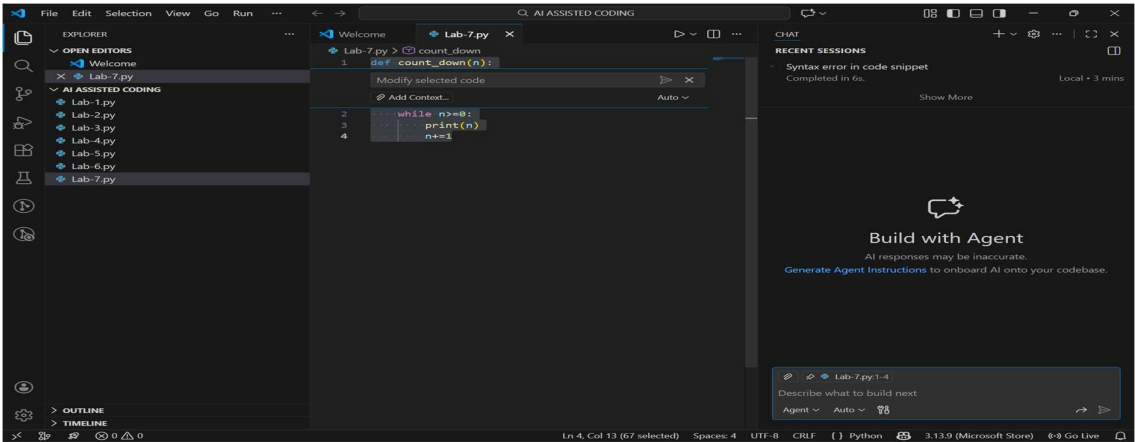 File Edit Selection View Go Run ... AI ASSISTED CODING
EXPLORER ...
OPEN EDITORS
Welcome
Lab-7.py
AI ASSISTED CODING
Lab-1.py
Lab-2.py
Lab-3.py
Lab-4.py
Lab-5.py
Lab-6.py
Lab-7.py
OUTLINE
TIMELINE
Welcome Lab-7.py
Lab-7.py > count_down
1 def count_down(n):
Modify selected code
Add Context... Auto
2 while n>=0:
3 print(n)
4 n+=1
CHAT
RECENT SESSIONS
Syntax error in code snippet
Completed in 6s. Local • 3 mins
Show More
Build with Agent
AI responses may be inaccurate.
Generate Agent Instructions to onboard AI onto your codebase.
Lab-7.py:1-4
Describe what to build next
Agent Auto
0 0 Ln 4, Col 13 (67 selected) Spaces: 4 UTF-8 CRLF { } Python 3.13.9 (Microsoft Store) Go Live